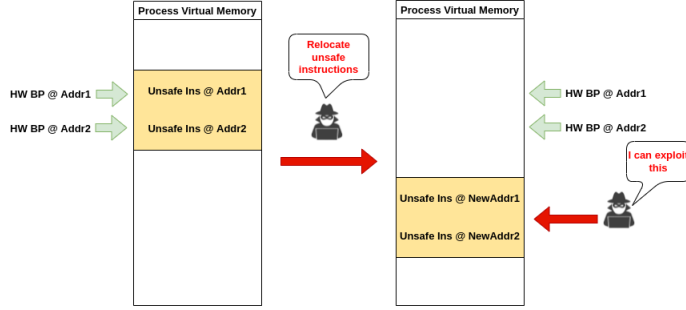 Process Virtual Memory
HW BP @ Addr1
HW BP @ Addr2
Unsafe Ins @ Addr1
Unsafe Ins @ Addr2
Relocate
unsafe
instructions
Process Virtual Memory
HW BP @ Addr1
HW BP @ Addr2
Unsafe Ins @ NewAddr1
Unsafe Ins @ NewAddr2
I can exploit
this